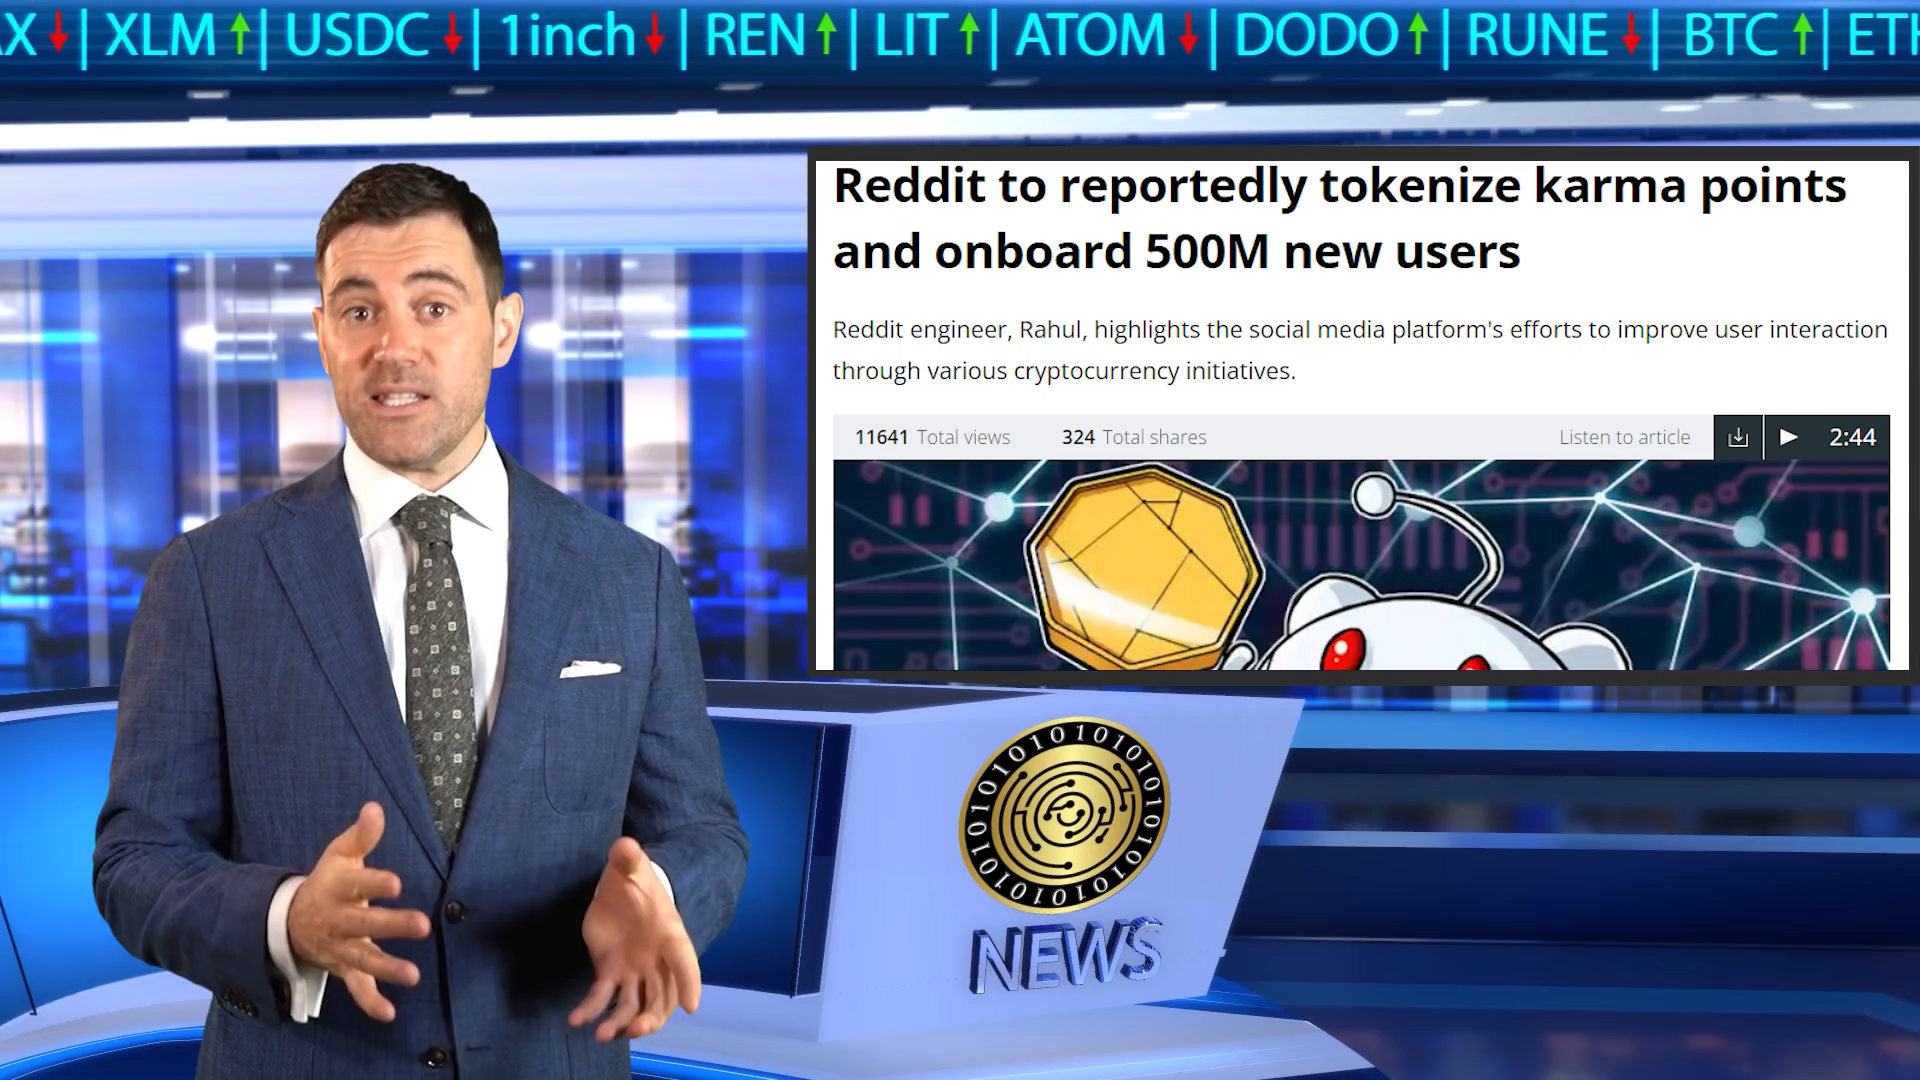 AX | XLM | USDC | 1inch | REN | LIT | ATOM | DODO | RUNE | BTC | ETH
Reddit to reportedly tokenize karma points
and onboard 500M new users
Reddit engineer, Rahul, highlights the social media platform's efforts to improve user interaction
through various cryptocurrency initiatives.
11641 Total views 324 Total shares Listen to article 2:44
NEWS